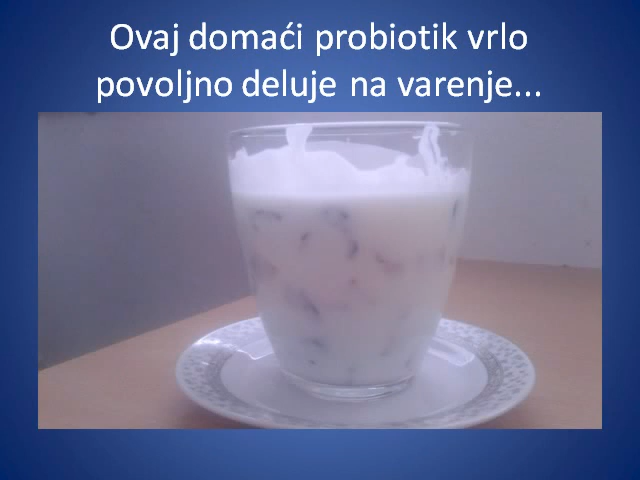 Ovaj domaći probiotik vrlo
povoljno deluje na varenje...